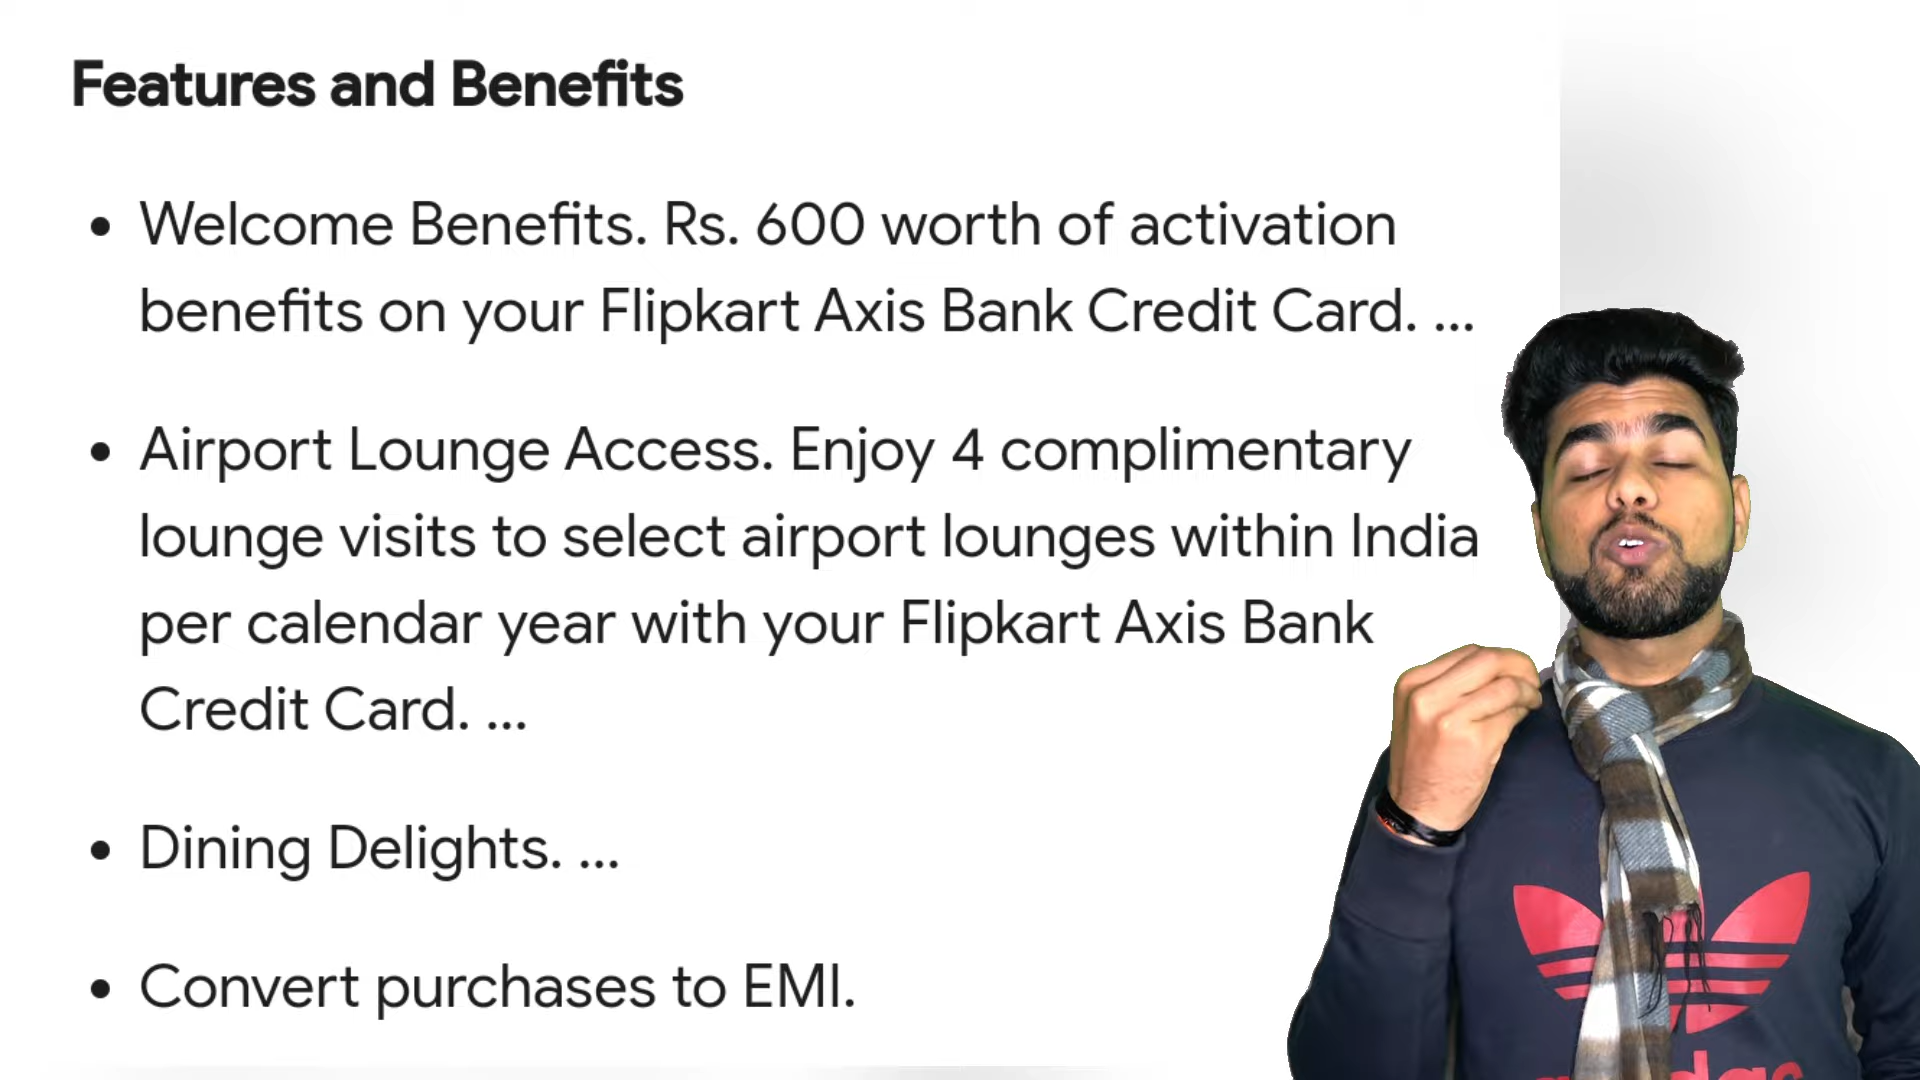 Features and Benefits
• Welcome Benefits. Rs. 600 worth of activation
benefits on your Flipkart Axis Bank Credit Card. ...
• Airport Lounge Access. Enjoy 4 complimentary
lounge visits to select airport lounges within India
per calendar year with your Flipkart Axis Bank
Credit Card. ...
• Dining Delights. ...
• Convert purchases to EMI.